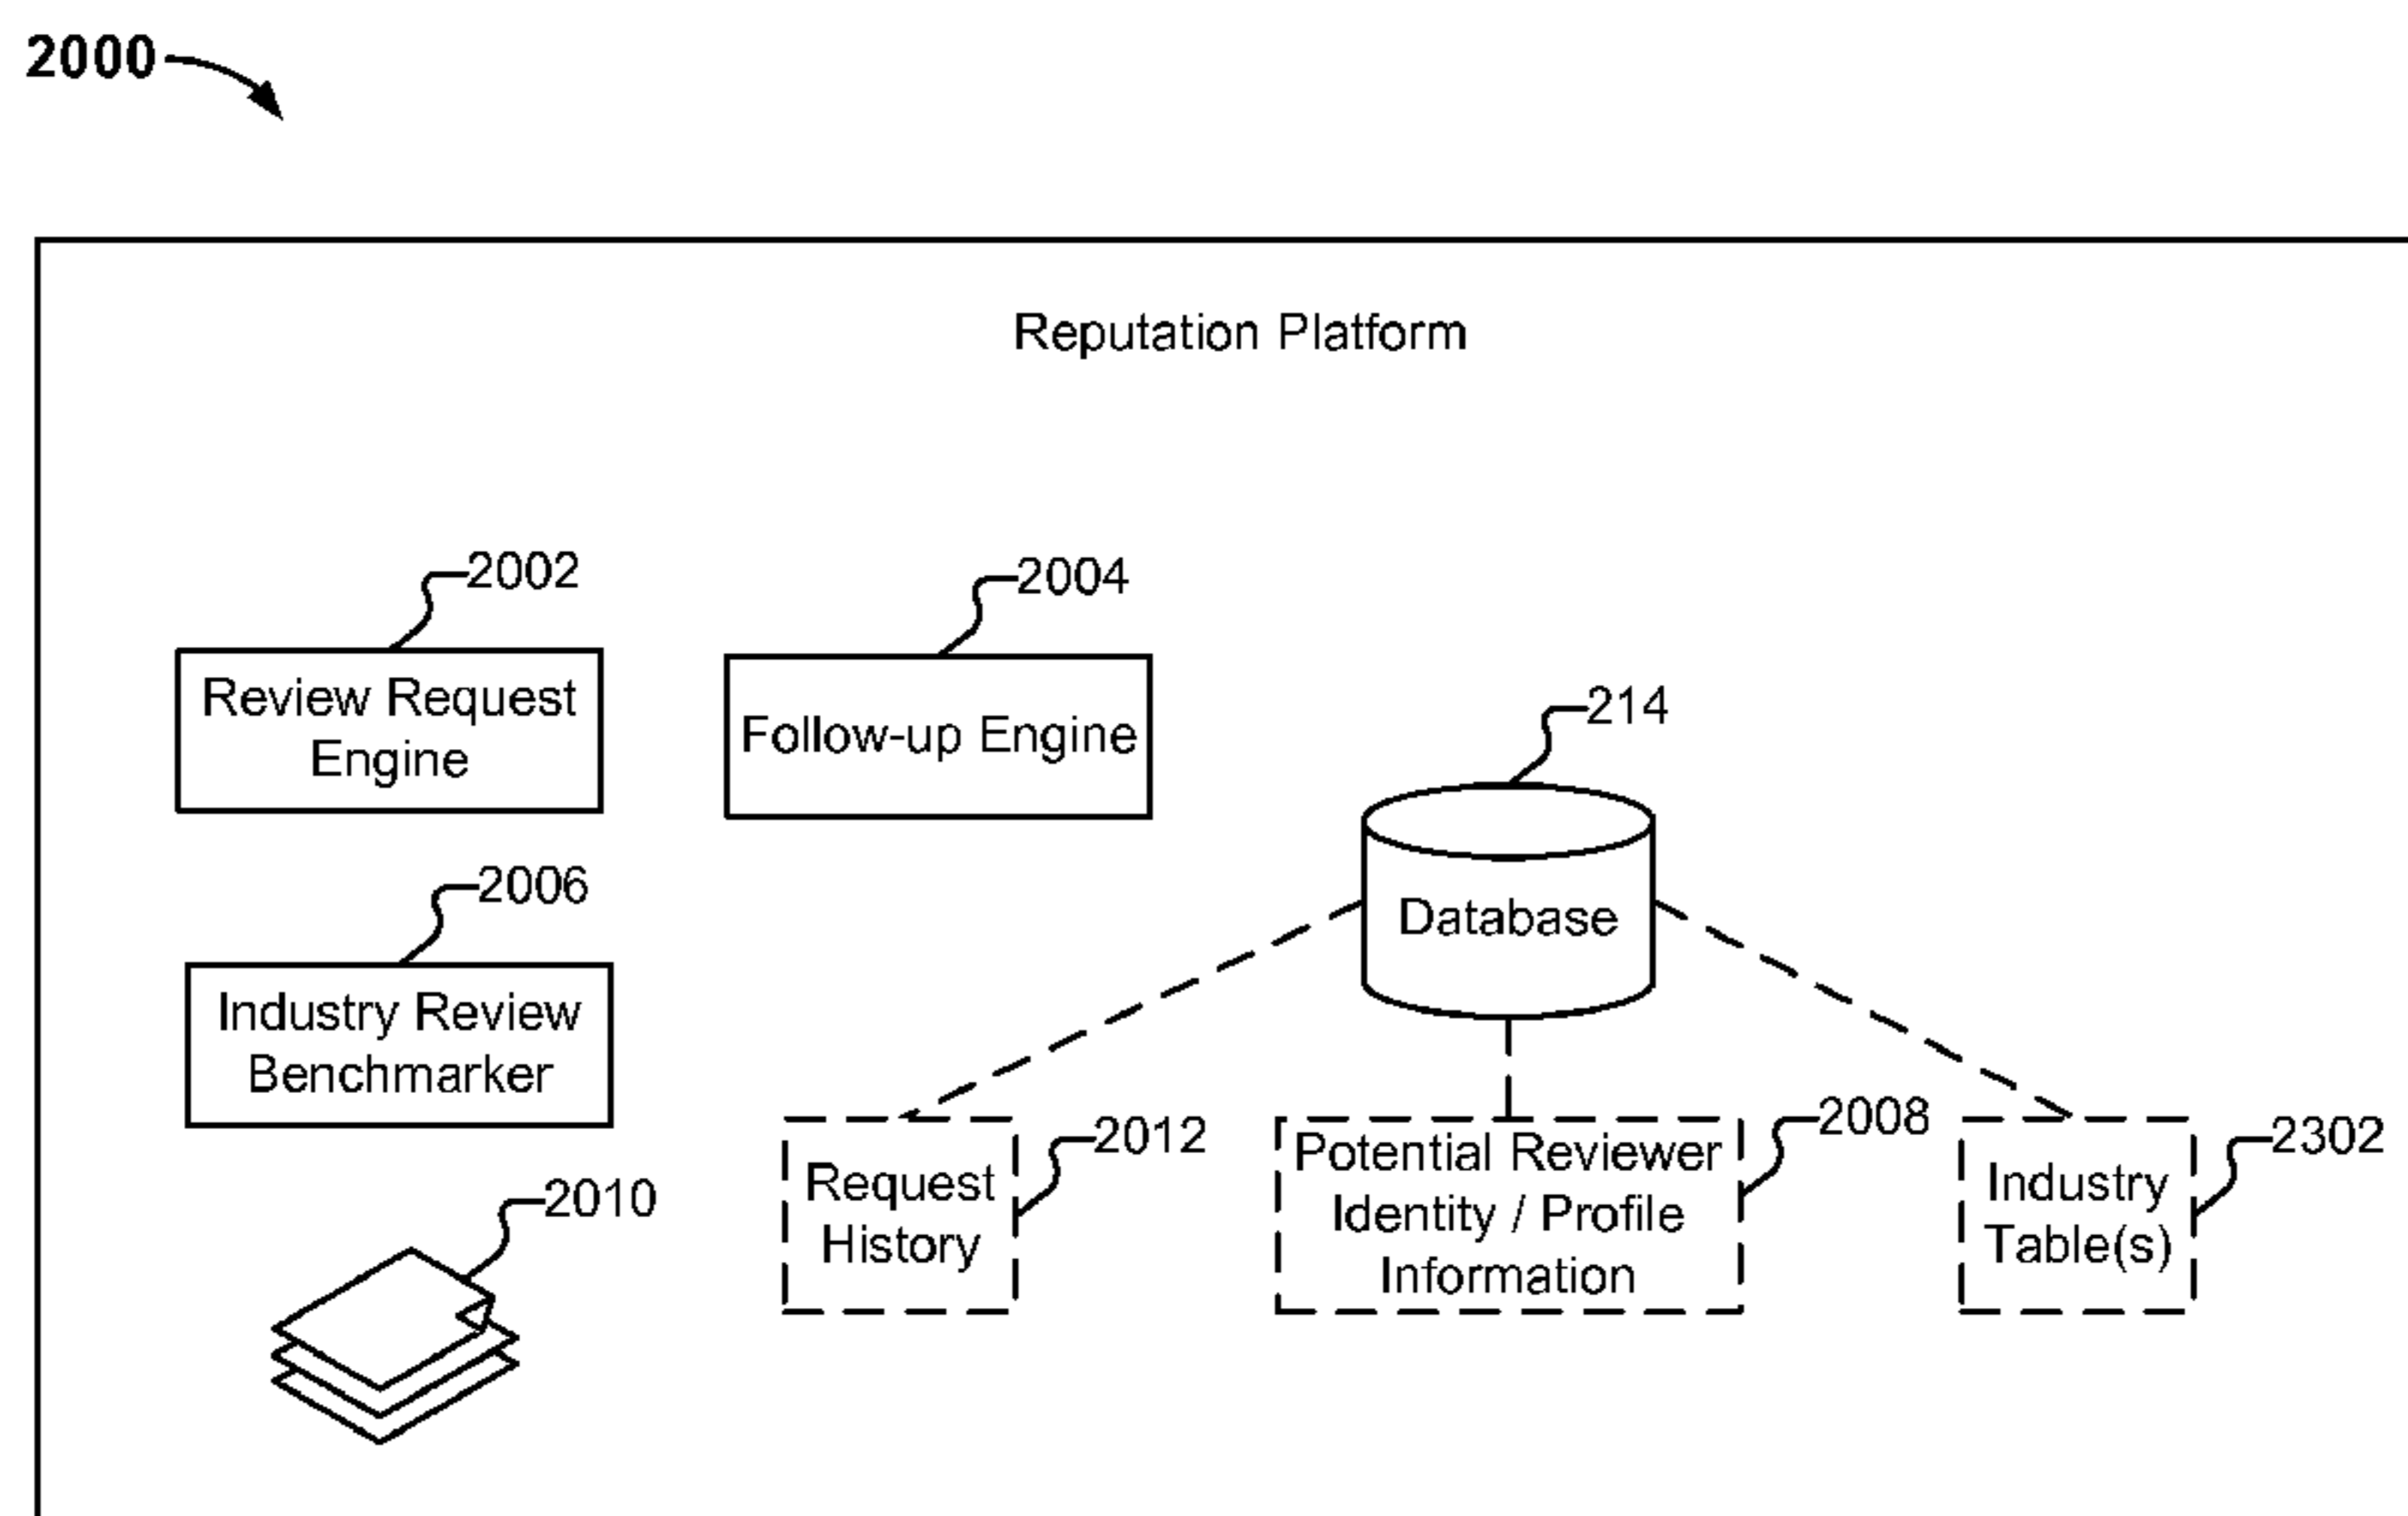 2000
Reputation Platform
2002
Review Request
Engine
2004
Follow-up Engine
214
Database
2006
Industry Review
Benchmarker
2010
2012
Request
History
2008
Potential Reviewer
Identity / Profile
Information
2302
Industry
Table(s)